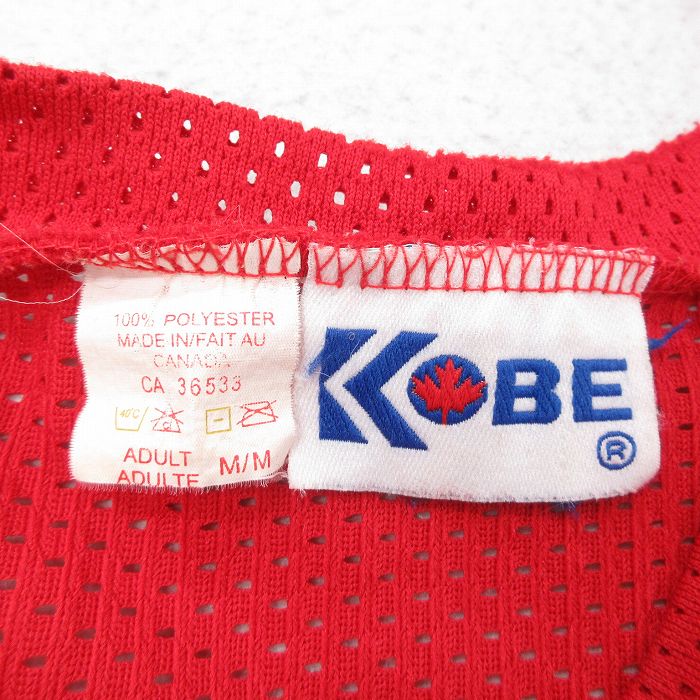 100% POLYESTER
MADE IN/FAIT AU
CANADA
CA 36533
40°C
ADULT M/M
ADULTE
KOBE
®